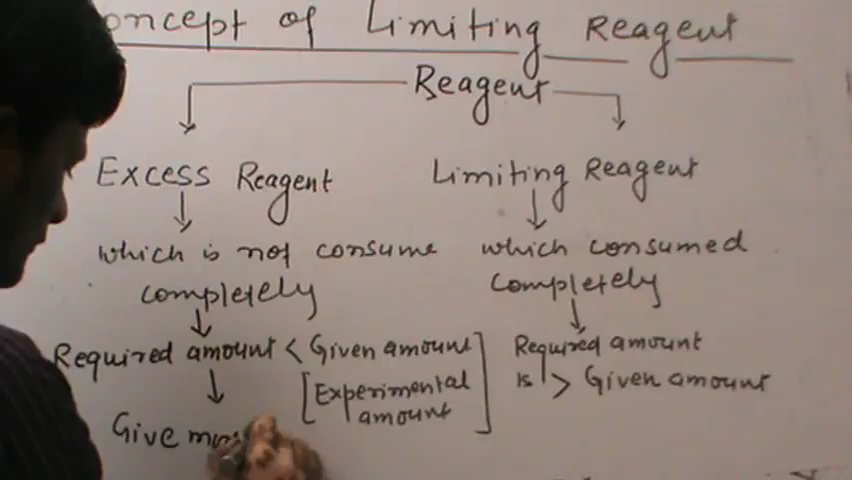 oncept of Limiting Reagent
Reagent
Excess Reagent
Limiting Reagent
which is not consume
completely
which consumed
completely
Required amount < Given amount
[Experimental
amount
]
Required amount
is > Given amount
Give